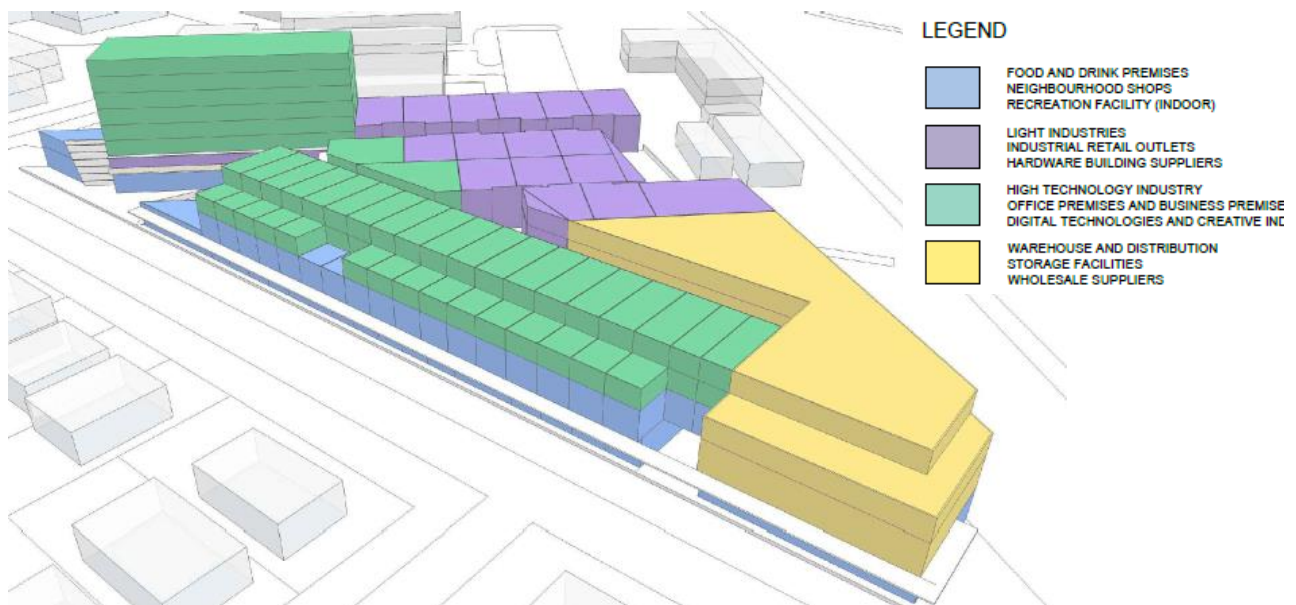 LEGEND
FOOD AND DRINK PREMISES
NEIGHBOURHOOD SHOPS
RECREATION FACILITY (INDOOR)
LIGHT INDUSTRIES
INDUSTRIAL RETAIL OUTLETS
HARDWARE BUILDING SUPPLIERS
HIGH TECHNOLOGY INDUSTRY
OFFICE PREMISES AND BUSINESS PREMISE
DIGITAL TECHNOLOGIES AND CREATIVE IND
WAREHOUSE AND DISTRIBUTION
STORAGE FACILITIES
WHOLESALE SUPPLIERS